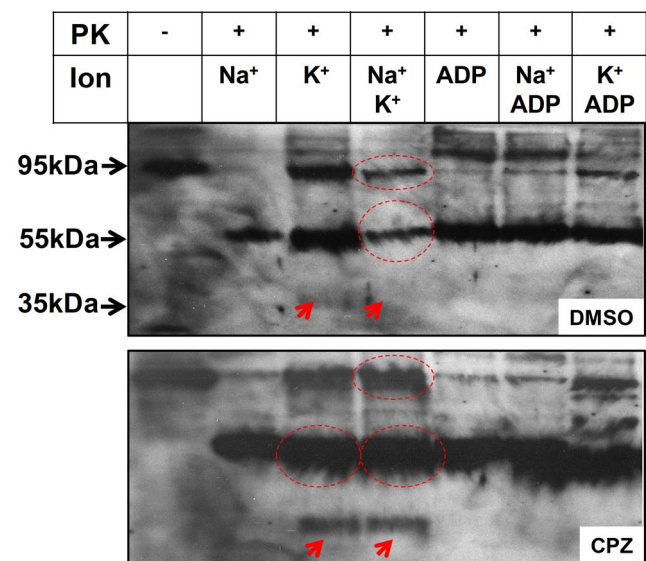 PK - + + + + + +
Ion Na⁺ K⁺ Na⁺ K⁺ ADP Na⁺ ADP K⁺ ADP
95kDa
55kDa
35kDa
DMSO
CPZ